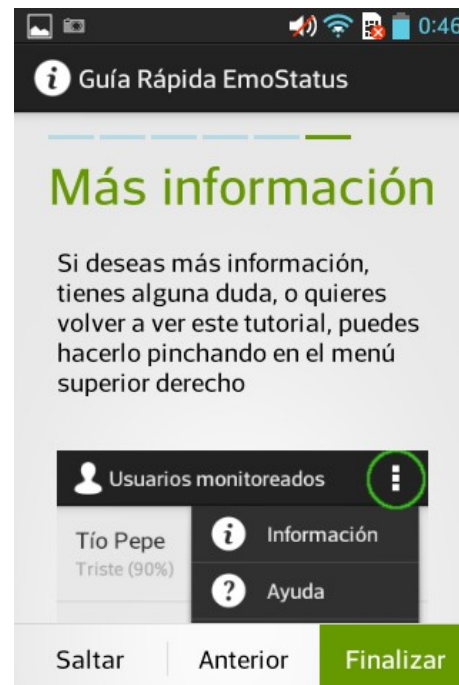 0:46
Guía Rápida EmoStatus
Más información
Si deseas más información,
tienes alguna duda, o quieres
volver a ver este tutorial, puedes
hacerlo pinchando en el menú
superior derecho
Usuarios monitoreados
Tío Pepe
Triste (90%)
Información
Ayuda
Saltar
Anterior
Finalizar